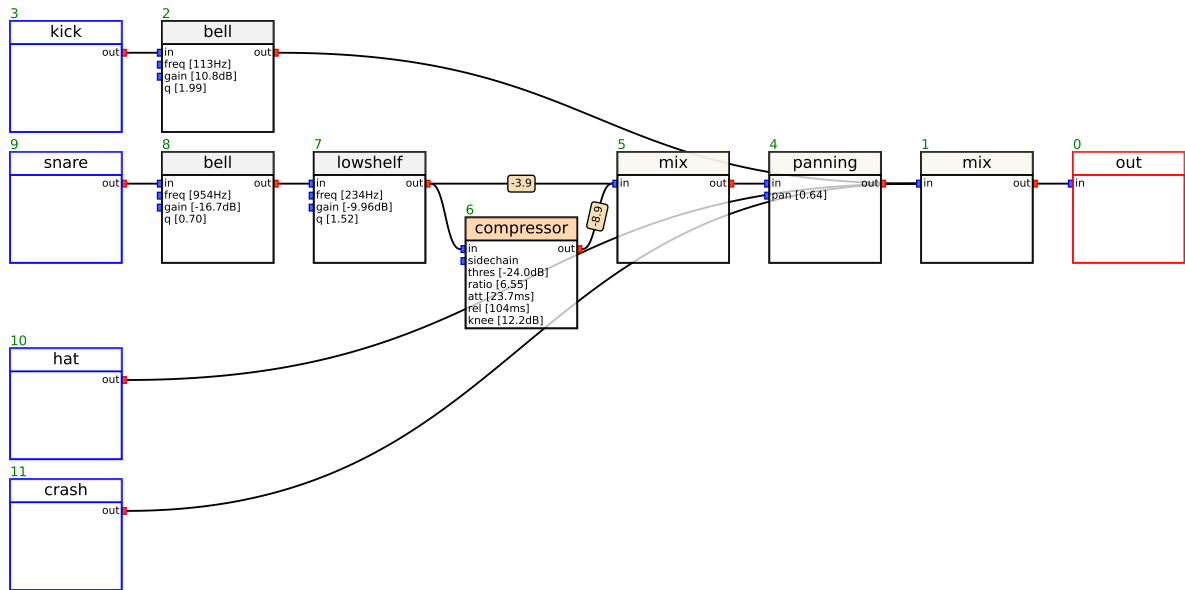 3
kick
out
2
bell
in out
freq [113Hz]
gain [10.8dB]
q [1.99]
9
snare
out
8
bell
in out
freq [954Hz]
gain [-16.7dB]
q [0.70]
7
lowshelf
in out
freq [234Hz]
gain [-9.96dB]
q [1.52]
-3.9
6
compressor
in out
sidechain
thres [-24.0dB]
ratio [6.55]
att [23.7ms]
rel [104ms]
knee [12.2dB]
-8.9
5
mix
in out
4
panning
in out
pan [0.64]
1
mix
in out
0
out
in
10
hat
out
11
crash
out